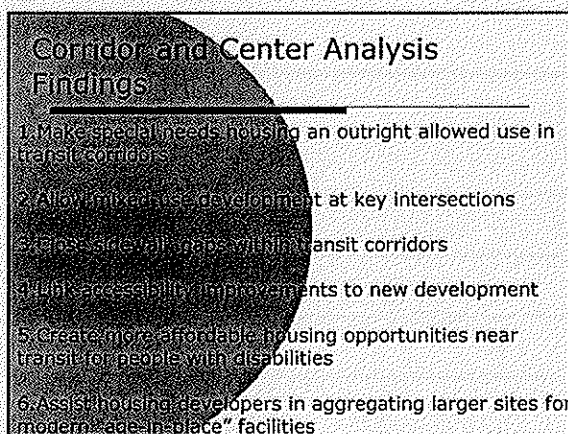 Corridor and Center Analysis
Findings
1.Make special needs housing an outright allowed use in
transit corridors
2.Allow mixed use development at key intersections
3.Close sidewalk gaps within transit corridors
4.Link accessibility improvements to new development
5.Create more affordable housing opportunities near
transit for people with disabilities
6.Assist housing developers in aggregating larger sites for
modern "age-in-place" facilities